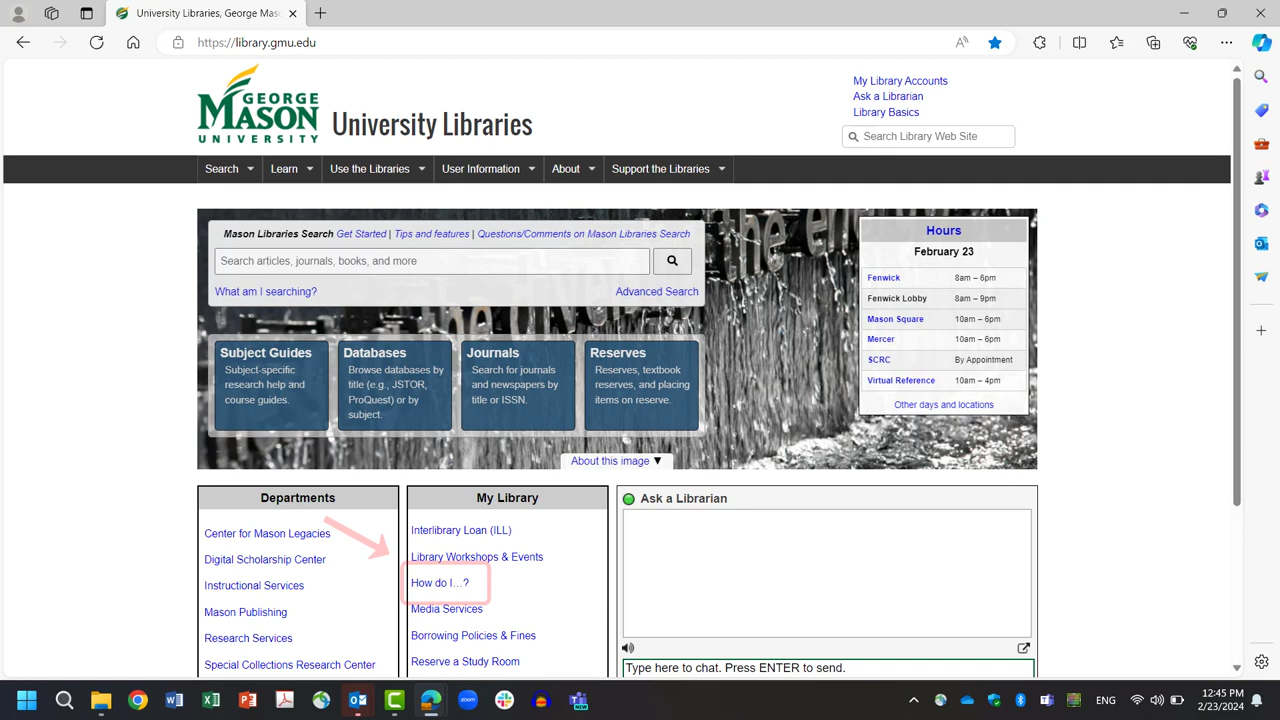 University Libraries, George Mas
https://library.gmu.edu
GEORGE
MASON
UNIVERSITY
University Libraries
My Library Accounts
Ask a Librarian
Library Basics
Search Library Web Site
Search
Learn
Use the Libraries
User Information
About
Support the Libraries
Mason Libraries Search Get Started | Tips and features | Questions/Comments on Mason Libraries Search
Search articles, journals, books, and more
What am I searching?
Advanced Search
Hours
February 23
Fenwick 8am – 6pm
Fenwick Lobby 8am – 9pm
Mason Square 10am – 6pm
Mercer 10am – 6pm
SCRC By Appointment
Virtual Reference 10am – 4pm
Other days and locations
Subject Guides
Subject-specific
research help and
course guides.
Databases
Browse databases by
title (e.g., JSTOR,
ProQuest) or by
subject.
Journals
Search for journals
and newspapers by
title or ISSN.
Reserves
Reserves, textbook
reserves, and placing
items on reserve.
About this image ▼
Departments
Center for Mason Legacies
Digital Scholarship Center
Instructional Services
Mason Publishing
Research Services
Special Collections Research Center
My Library
Interlibrary Loan (ILL)
Library Workshops & Events
How do I…?
Media Services
Borrowing Policies & Fines
Reserve a Study Room
Ask a Librarian
Type here to chat. Press ENTER to send.
ENG
12:45 PM
2/23/2024